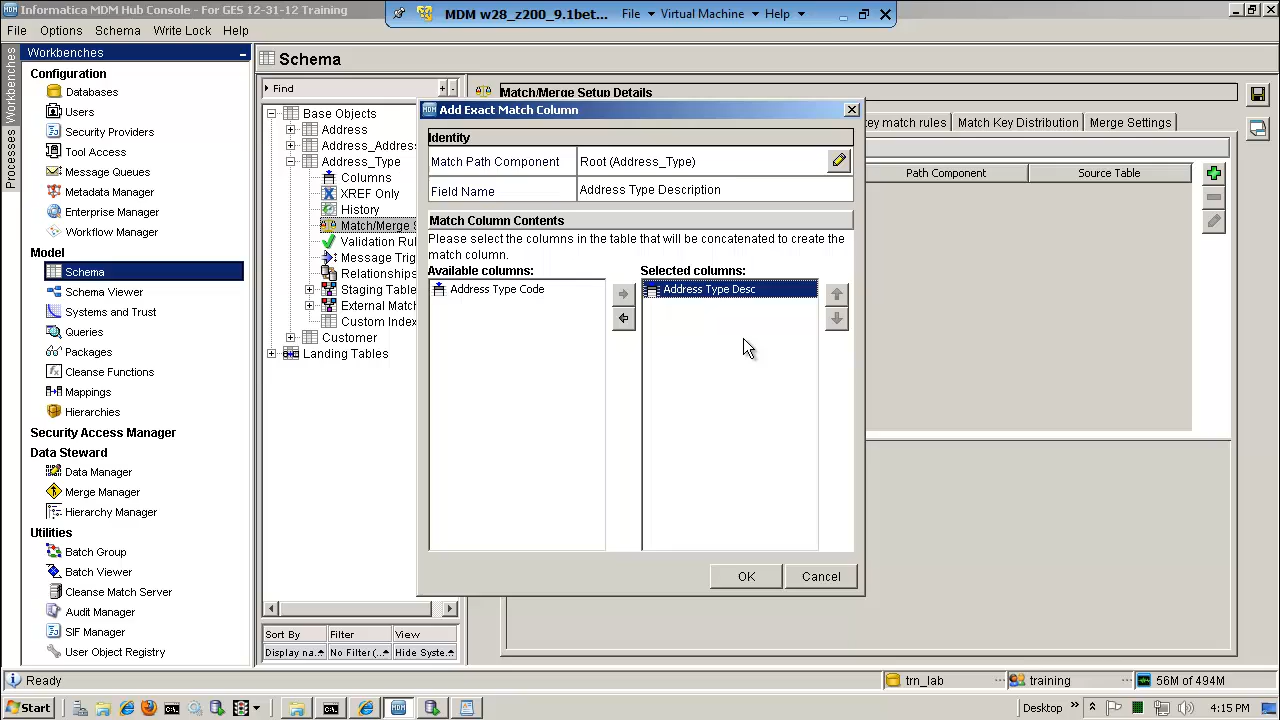 Informatica MDM Hub Console - For GES 12-31-12 Training
MDM w28_z200_9.1bet...
File
Virtual Machine
Help
File
Options
Schema
Write Lock
Help
Workbenches
Processes
Workbenches
Configuration
Databases
Users
Security Providers
Tool Access
Message Queues
Metadata Manager
Enterprise Manager
Workflow Manager
Model
Schema
Schema Viewer
Systems and Trust
Queries
Packages
Cleanse Functions
Mappings
Hierarchies
Security Access Manager
Data Steward
Data Manager
Merge Manager
Hierarchy Manager
Utilities
Batch Group
Batch Viewer
Cleanse Match Server
Audit Manager
SIF Manager
User Object Registry
Schema
Find
Base Objects
Address
Address_Addres
Address_Type
Columns
XREF Only
History
Match/Merge S
Validation Rul
Message Trig
Relationships
Staging Table
External Match
Custom Index
Customer
Landing Tables
Sort By
Filter
View
Display na...
No Filter (...
Hide Syste...
Match/Merge Setup Details
ey match rules
Match Key Distribution
Merge Settings
Path Component
Source Table
Add Exact Match Column
Identity
Match Path Component
Root (Address_Type)
Field Name
Address Type Description
Match Column Contents
Please select the columns in the table that will be concatenated to create the
match column.
Available columns:
Selected columns:
Address Type Code
Address Type Desc
OK
Cancel
Ready
trn_lab
training
56M of 494M
Start
Desktop
4:15 PM